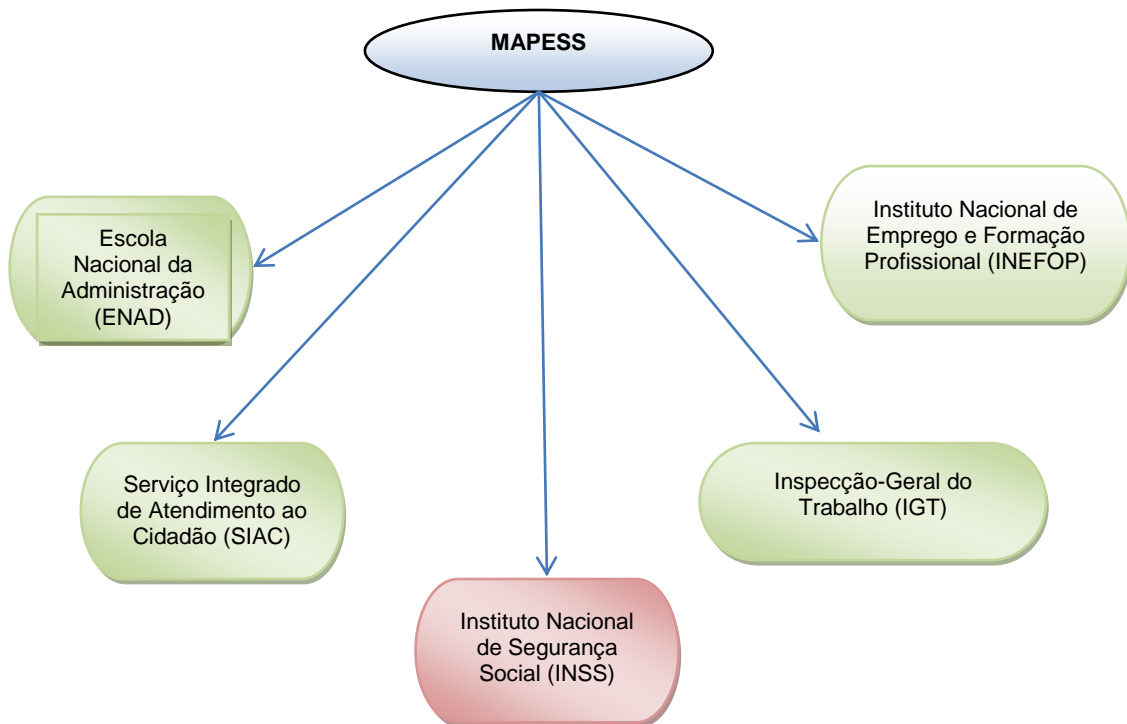 MAPESS
Escola
Nacional da
Administração
(ENAD)
Instituto Nacional de
Emprego e Formação
Profissional (INEFOP)
Serviço Integrado
de Atendimento ao
Cidadão (SIAC)
Inspecção-Geral do
Trabalho (IGT)
Instituto Nacional
de Segurança
Social (INSS)